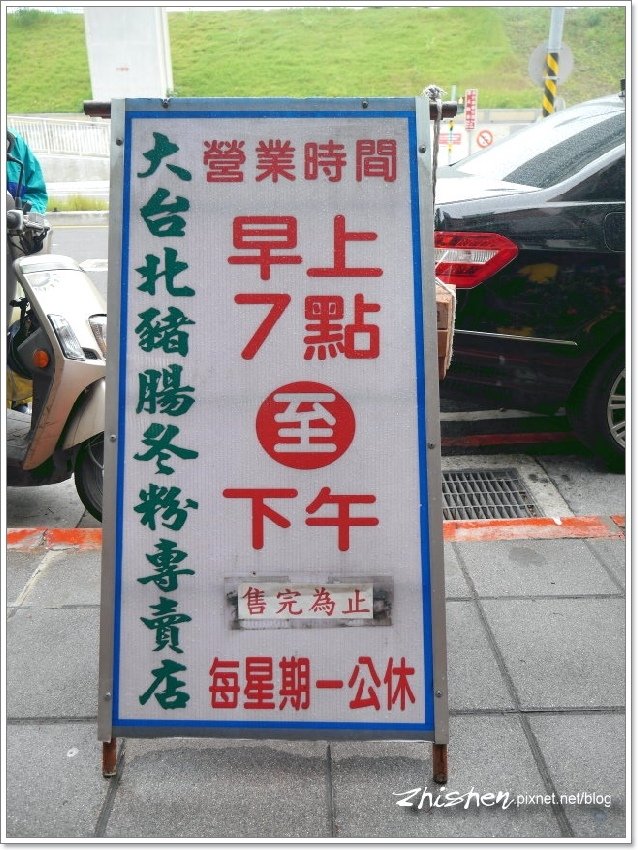 大台北豬腸冬粉專賣店
營業時間
早上
7點
至
下午
售完為止
每星期一公休
zhishen.pixnet.net/blog